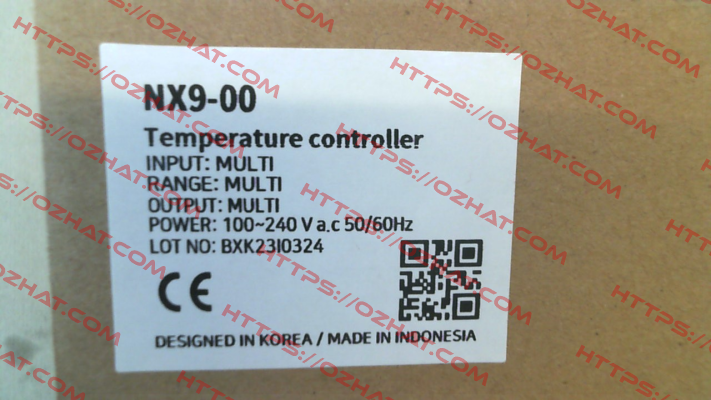 NX9-00
Temperature controller
INPUT: MULTI
RANGE: MULTI
OUTPUT: MULTI
POWER: 100~240 V a.c 50/60Hz
LOT NO: BXK23I0324
CE
DESIGNED IN KOREA / MADE IN INDONESIA
HTTPS://OZHAT.COM